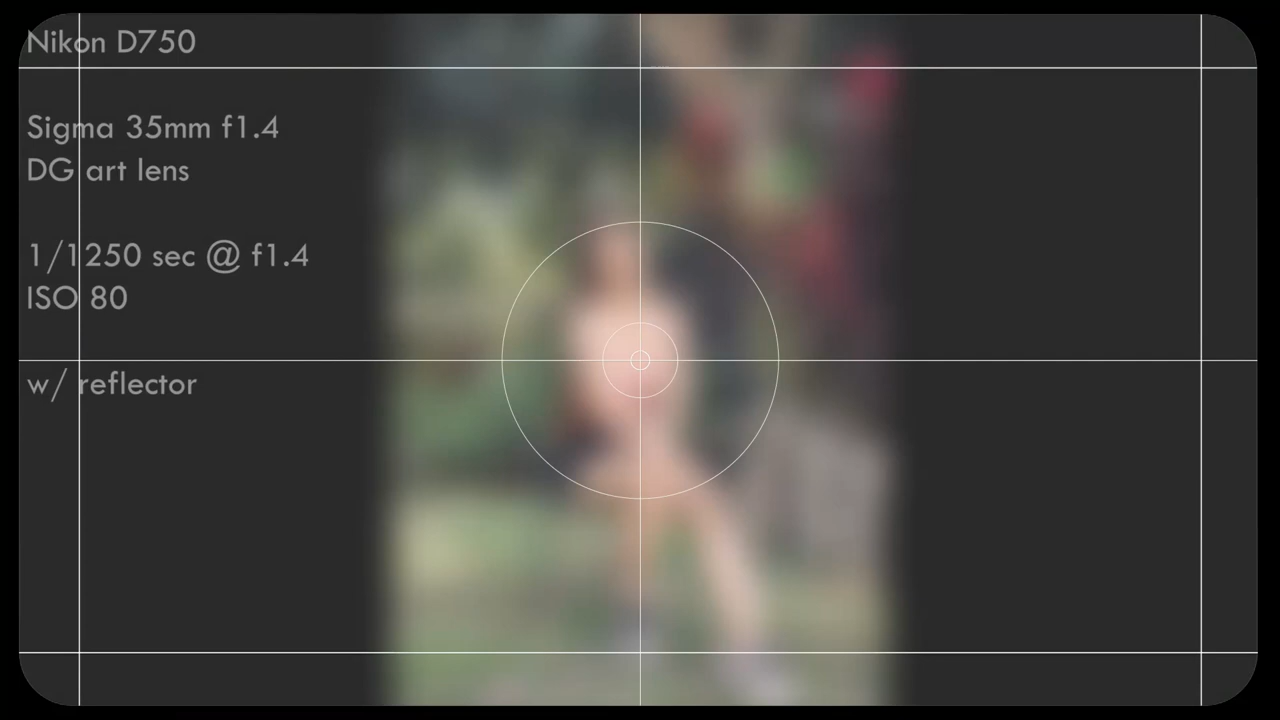 Nikon D750
Sigma 35mm f1.4
DG art lens
1/1250 sec @ f1.4
ISO 80
w/ reflector